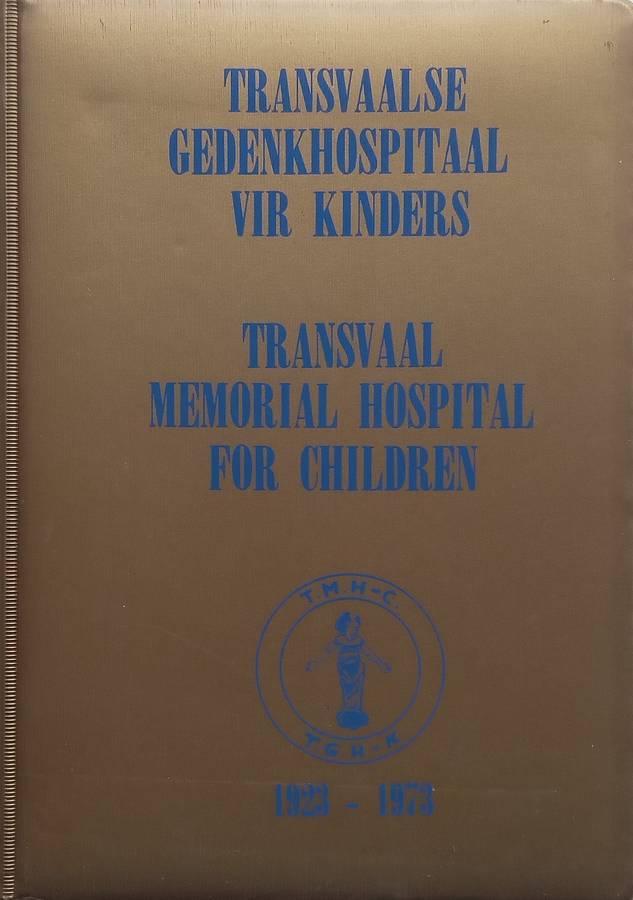 TRANSVAALSE
GEDENKHOSPITAAL
VIR KINDERS
TRANSVAAL
MEMORIAL HOSPITAL
FOR CHILDREN
T.M.H-C.
T.G H-K
1923 - 1973